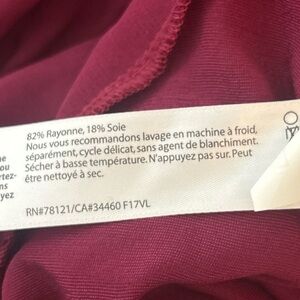 82% Rayonne, 18% Soie
Nous vous recommandons lavage en machine à froid,
séparément, cycle délicat, sans agent de blanchiment.
Sécher à basse température. N'appuyez pas sur. Peut
être nettoyé à sec.
RN#78121/CA#34460 F17VL